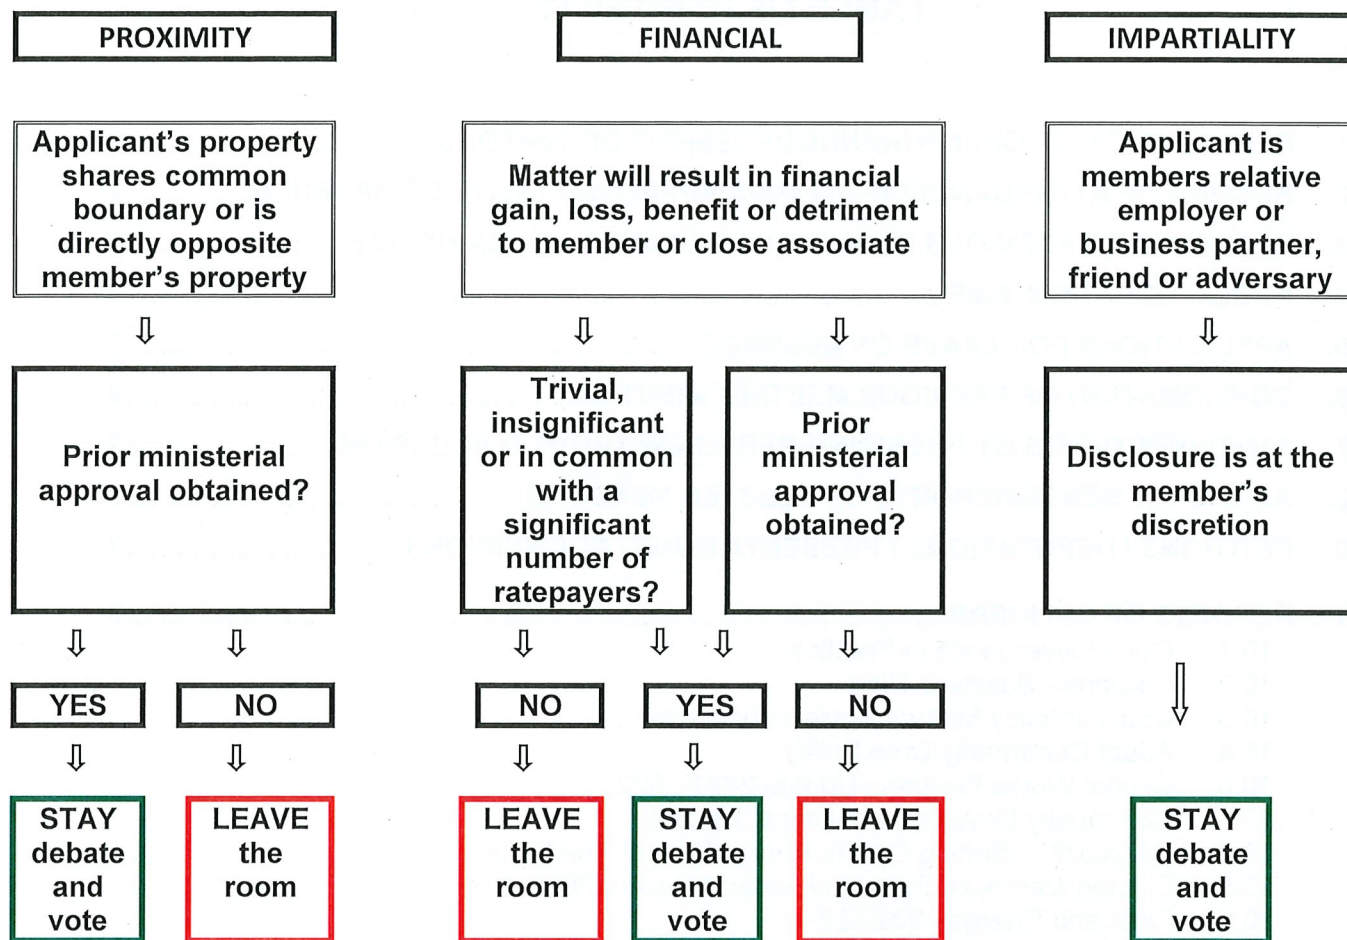 PROXIMITY
FINANCIAL
IMPARTIALITY
Applicant’s property
shares common
boundary or is
directly opposite
member’s property
Matter will result in financial
gain, loss, benefit or detriment
to member or close associate
Applicant is
members relative
employer or
business partner,
friend or adversary
Prior ministerial
approval obtained?
Trivial,
insignificant
or in common
with a
significant
number of
ratepayers?
Prior
ministerial
approval
obtained?
Disclosure is at the
member’s
discretion
YES
NO
NO
YES
NO
STAY
debate
and
vote
LEAVE
the
room
LEAVE
the
room
STAY
debate
and
vote
LEAVE
the
room
STAY
debate
and
vote